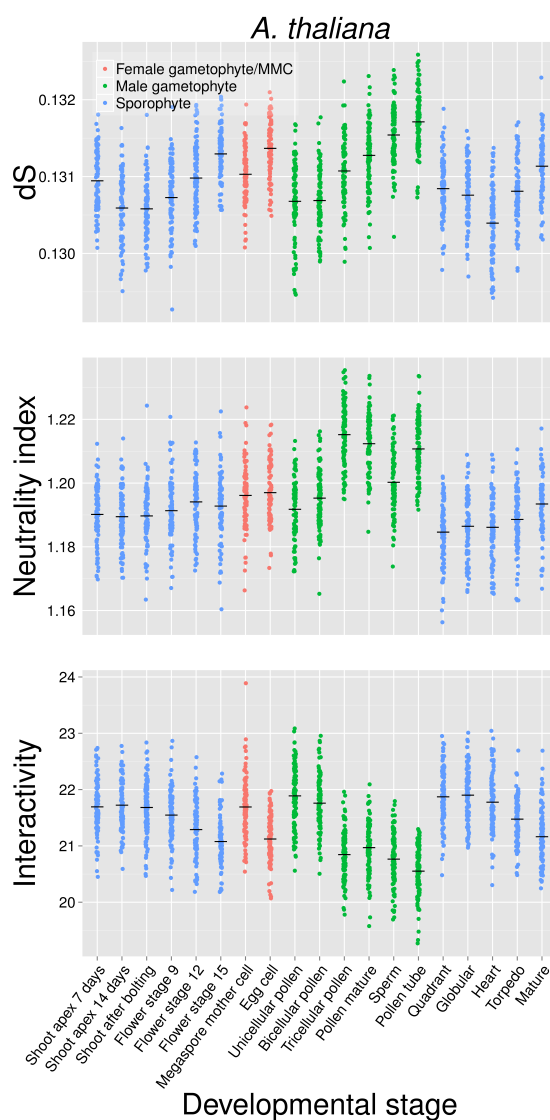 A. thaliana
Female gametophyte/MMC
Male gametophyte
Sporophyte
dS
0.132
0.131
0.130
Neutrality index
1.22
1.20
1.18
1.16
Interactivity
24
23
22
21
20
Shoot apex 7 days
Shoot apex 14 days
Shoot after bolting
Flower stage 9
Flower stage 12
Flower stage 15
Megaspore mother cell
Egg cell
Unicellular pollen
Bicellular pollen
Tricellular pollen
Pollen mature
Sperm
Pollen tube
Quadrant
Globular
Heart
Torpedo
Mature
Developmental stage